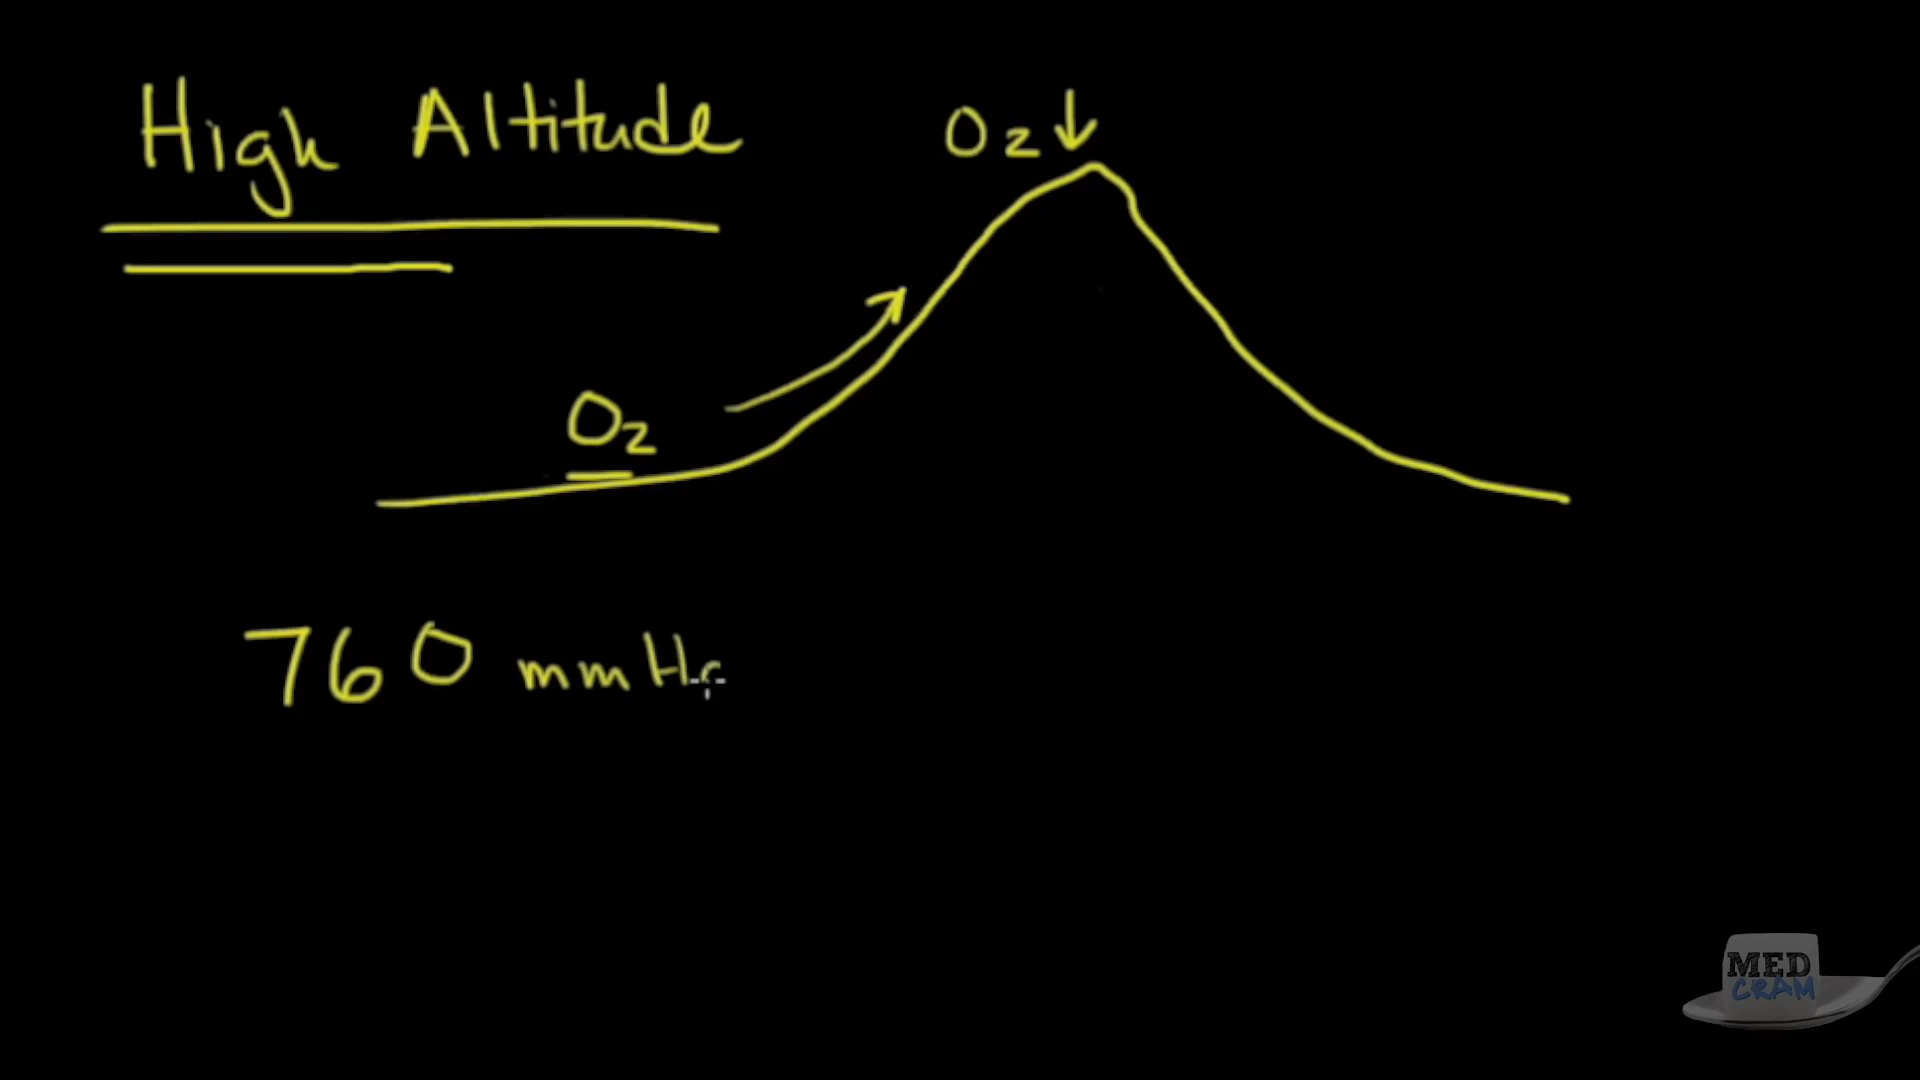 High Altitude
O2↓
O2
760 mmHg
MED
CRAM